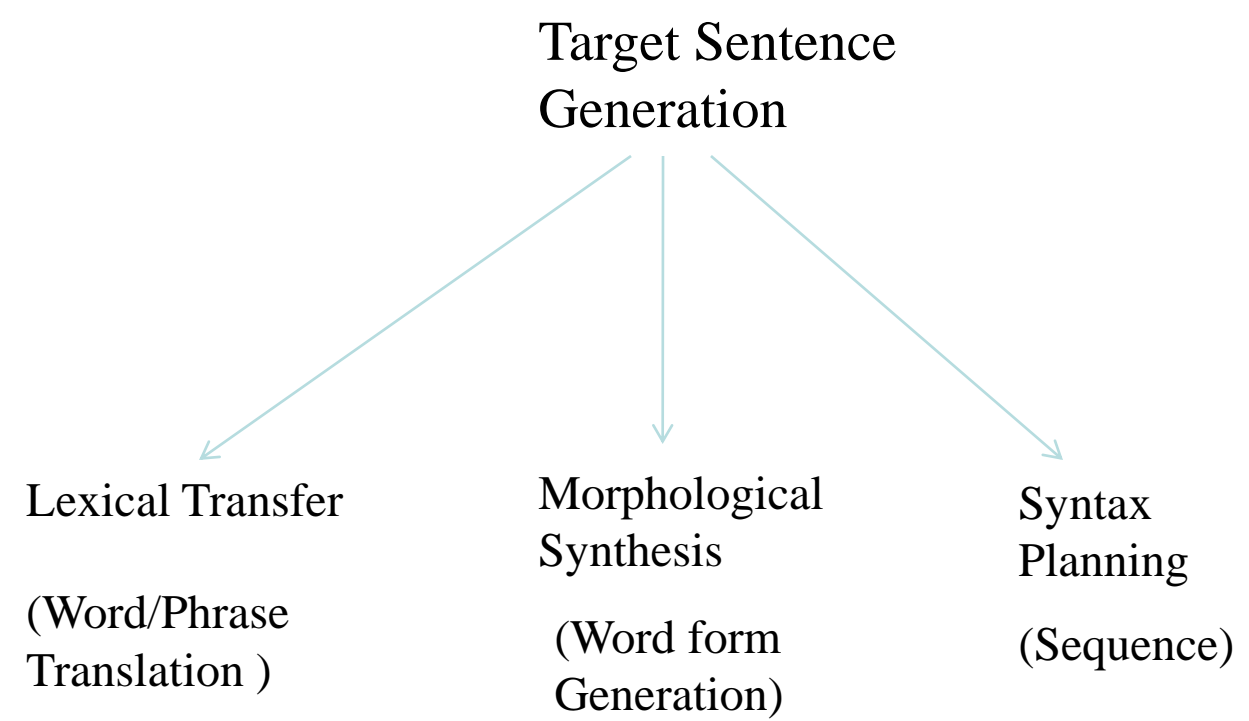 Target Sentence
Generation
Lexical Transfer
(Word/Phrase
Translation )
Morphological
Synthesis
(Word form
Generation)
Syntax
Planning
(Sequence)